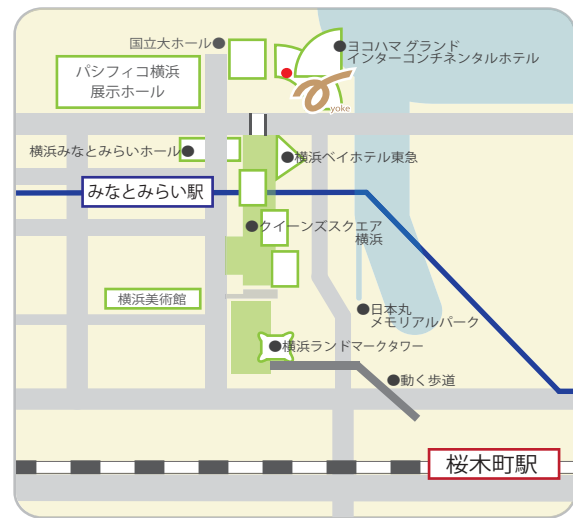 国立大ホール
ヨコハマ グランド
インターコンチネンタルホテル
パシフィコ横浜
展示ホール
yoke
横浜みなとみらいホール
横浜ベイホテル東急
みなとみらい駅
クイーンズスクエア
横浜
横浜美術館
日本丸
メモリアルパーク
横浜ランドマークタワー
動く歩道
桜木町駅